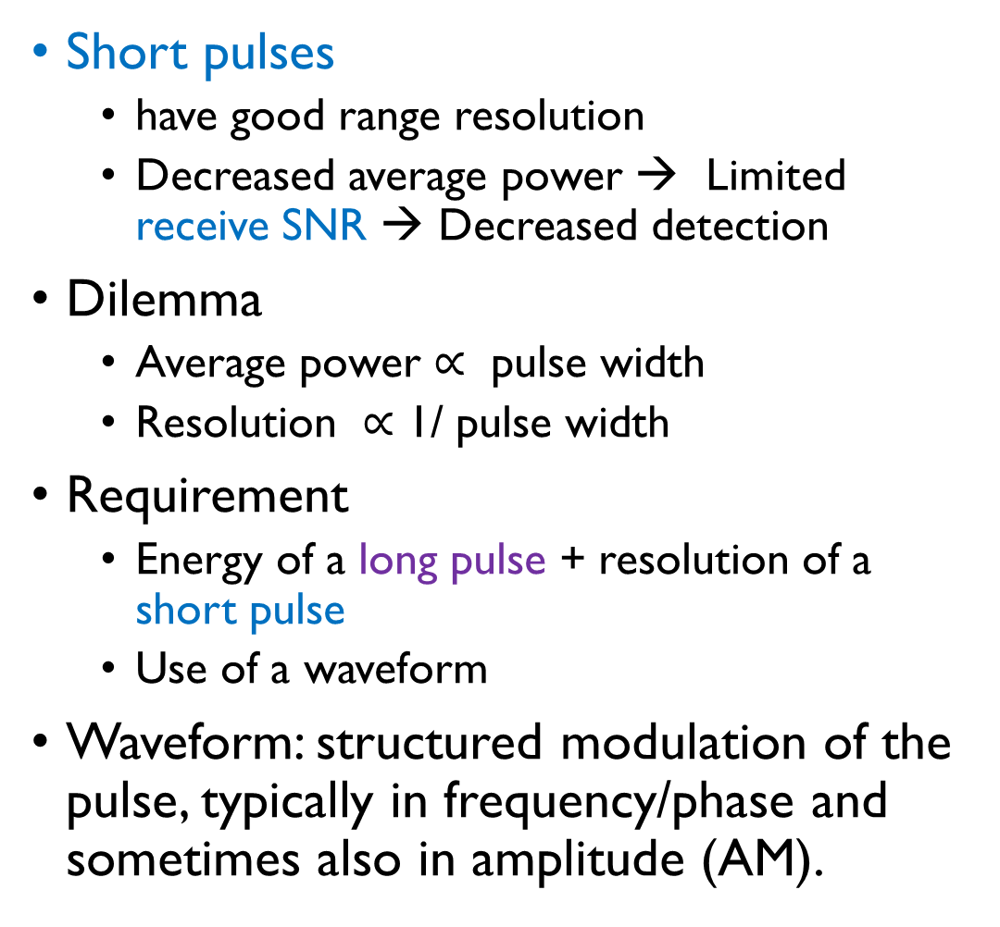 • Short pulses
• have good range resolution
• Decreased average power → Limited
receive SNR → Decreased detection
• Dilemma
• Average power ∝ pulse width
• Resolution ∝ 1/ pulse width
• Requirement
• Energy of a long pulse + resolution of a
short pulse
• Use of a waveform
• Waveform: structured modulation of the
pulse, typically in frequency/phase and
sometimes also in amplitude (AM).